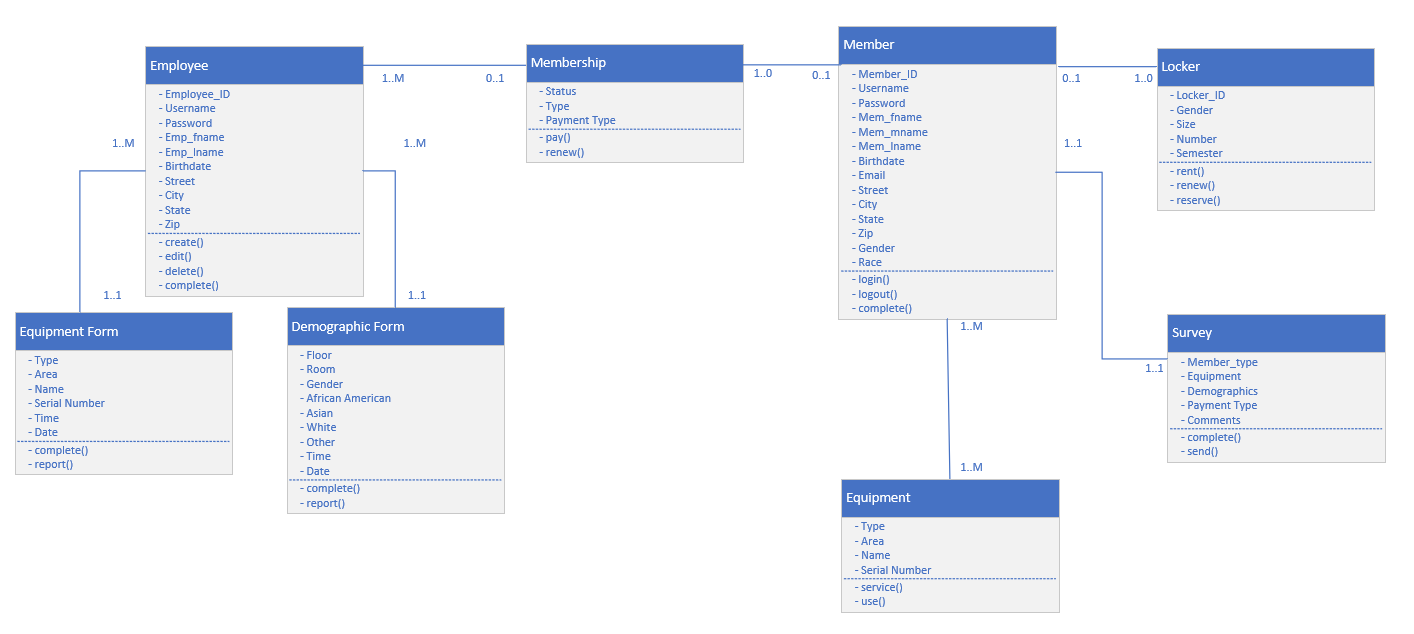 Employee
- Employee_ID
- Username
- Password
- Emp_fname
- Emp_lname
- Birthdate
- Street
- City
- State
- Zip
- create()
- edit()
- delete()
- complete()
1..M
0..1
1..M
1..M
1..1
1..1
Membership
- Status
- Type
- Payment Type
- pay()
- renew()
1..0
0..1
Member
- Member_ID
- Username
- Password
- Mem_fname
- Mem_mname
- Mem_lname
- Birthdate
- Email
- Street
- City
- State
- Zip
- Gender
- Race
- login()
- logout()
- complete()
0..1
1..0
1..1
1..1
1..M
1..M
Locker
- Locker_ID
- Gender
- Size
- Number
- Semester
- rent()
- renew()
- reserve()
Equipment Form
- Type
- Area
- Name
- Serial Number
- Time
- Date
- complete()
- report()
Demographic Form
- Floor
- Room
- Gender
- African American
- Asian
- White
- Other
- Time
- Date
- complete()
- report()
Survey
- Member_type
- Equipment
- Demographics
- Payment Type
- Comments
- complete()
- send()
Equipment
- Type
- Area
- Name
- Serial Number
- service()
- use()